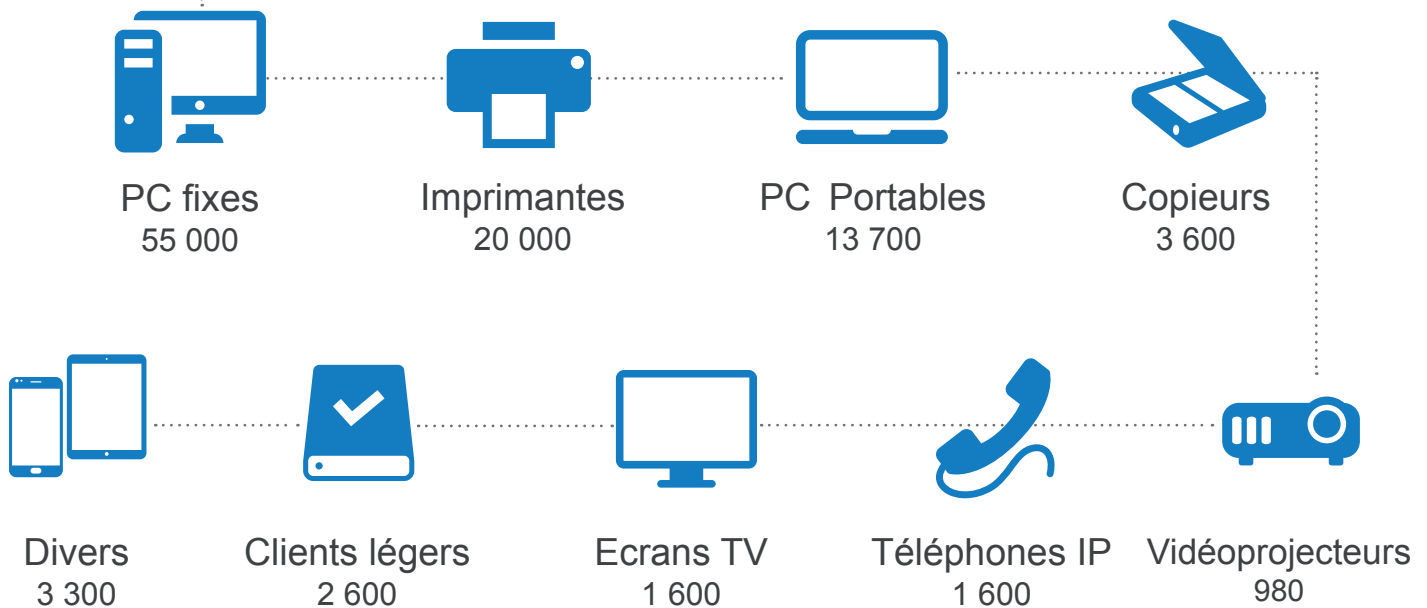 PC fixes
55 000
Imprimantes
20 000
PC Portables
13 700
Copieurs
3 600
Divers
3 300
Clients légers
2 600
Ecrans TV
1 600
Téléphones IP
1 600
Vidéoprojecteurs
980